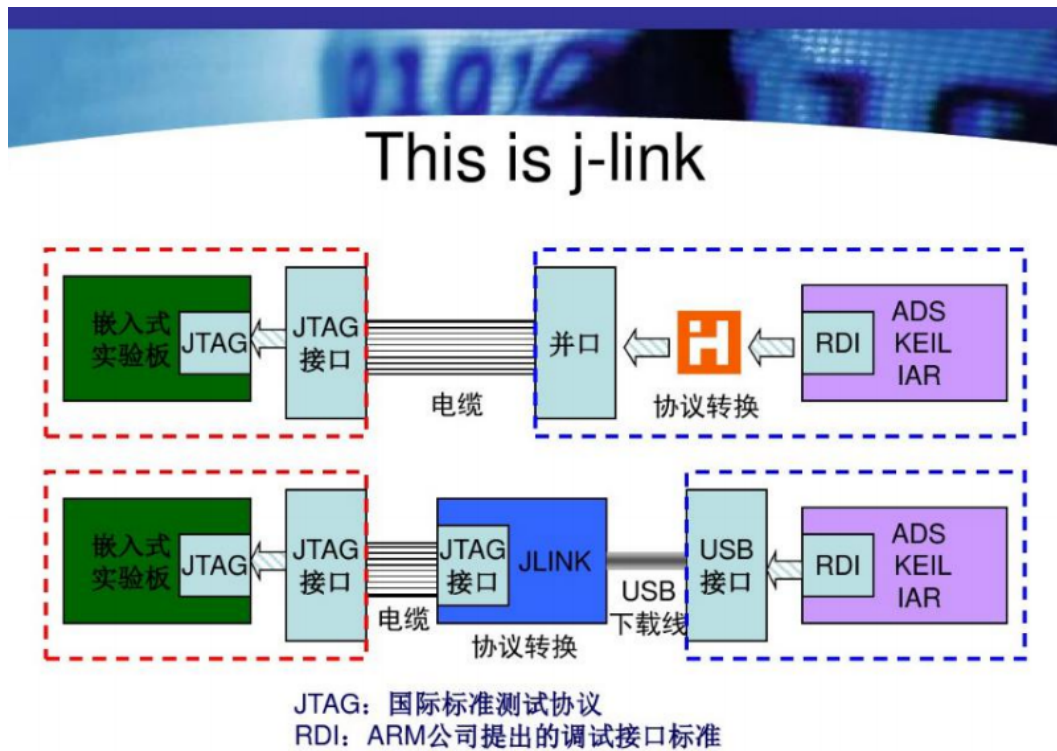 This is j-link
嵌入式
实验板
JTAG
JTAG
接口
电缆
并口
协议转换
RDI
ADS
KEIL
IAR
嵌入式
实验板
JTAG
JTAG
接口
电缆
JTAG
接口
JLINK
协议转换
USB
下载线
USB
接口
RDI
ADS
KEIL
IAR
JTAG：国际标准测试协议
RDI：ARM公司提出的调试接口标准